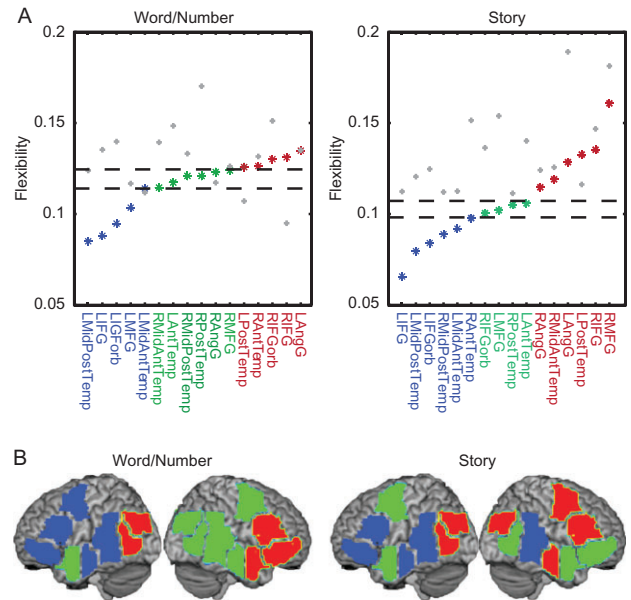 A
Word/Number
Story
Flexibility
0.2
0.15
0.1
0.05
LMidPostTemp
LIFG
LIGForb
LMFG
LMidAntTemp
RMidAntTemp
LAntTemp
RMidPostTemp
RPostTemp
RAngG
RMFG
LPostTemp
RAntTemp
RIFGorb
RIFG
LAngG
Flexibility
0.2
0.15
0.1
0.05
LIFG
LMidPostTemp
LIFGorb
RMidPostTemp
LMidAntTemp
RAntTemp
RIFGorb
LMFG
RPostTemp
LAntTemp
RAngG
RMidAntTemp
LAngG
LPostTemp
RIFG
RMFG
B
Word/Number
Story